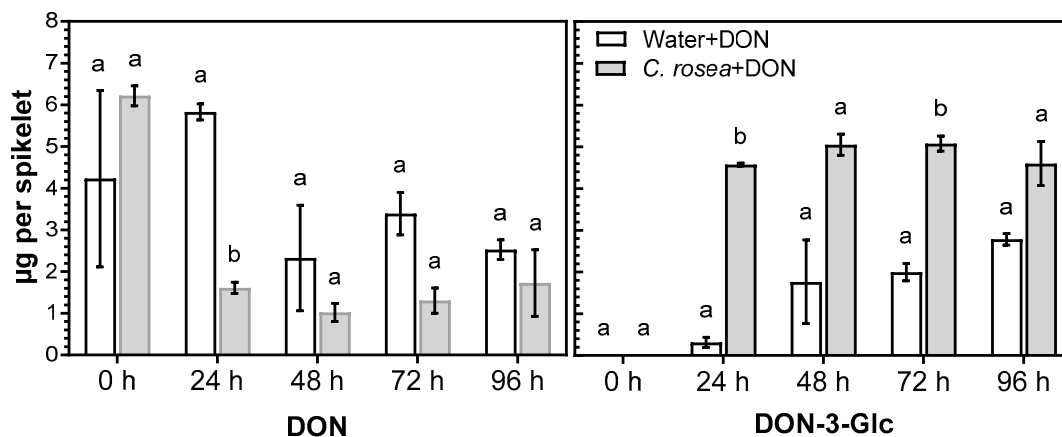 µg per spikelet
8
7
6
5
4
3
2
1
0
a a a b a a a a a a
0 h 24 h 48 h 72 h 96 h
DON
Water+DON
C. rosea+DON
a a a b a a a b a a
0 h 24 h 48 h 72 h 96 h
DON-3-Glc